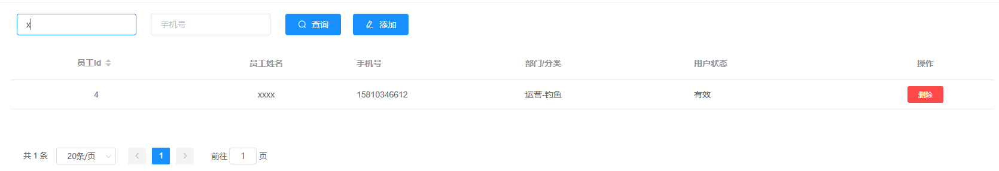 x 手机号 查询 添加
员工Id 员工姓名 手机号 部门/分类 用户状态 操作
4 xxxx 15810346612 运营-钓鱼 有效 删除
共 1 条 20条/页 1 前往 1 页